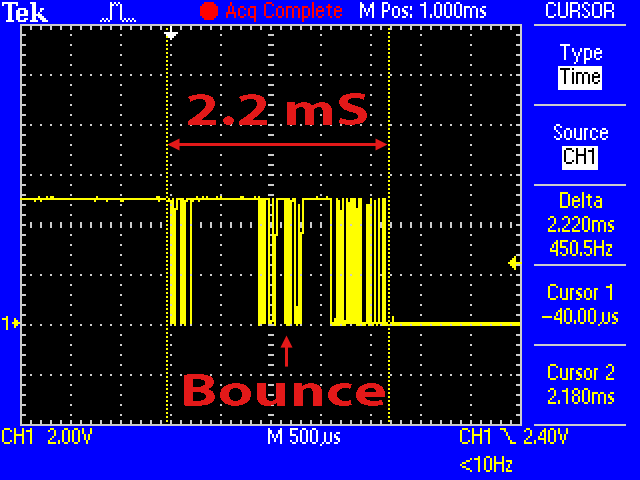 Tek
Acq Complete
M Pos: 1.000ms
CURSOR
Type
Time
Source
CH1
Delta
2.220ms
450.5Hz
Cursor 1
−40.00µs
Cursor 2
2.180ms
2.2 mS
1
Bounce
CH1 2.00V
M 500µs
CH1 2.40V
<10Hz